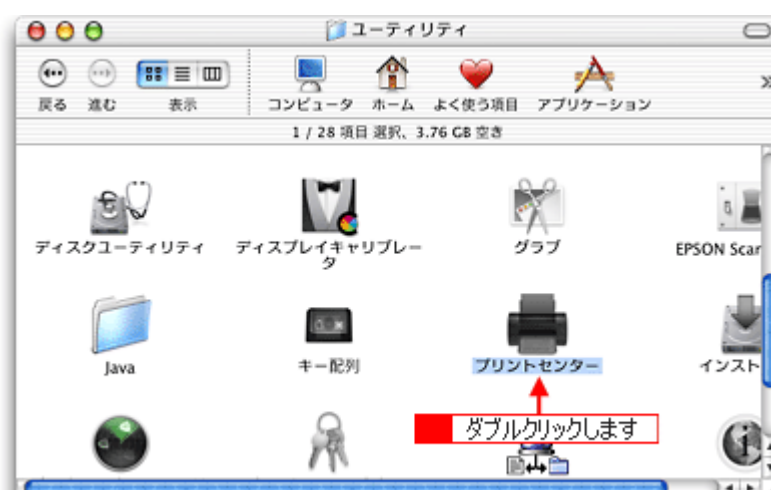 ユーティリティ
戻る 進む 表示 コンピュータ ホーム よく使う項目 アプリケーション
1 / 28 項目 選択、3.76 GB 空き
ディスクユーティリティ ディスプレイキャリブレー グラブ EPSON Scar
タ
Java キー配列 プリントセンター インスト
ダブルクリックします